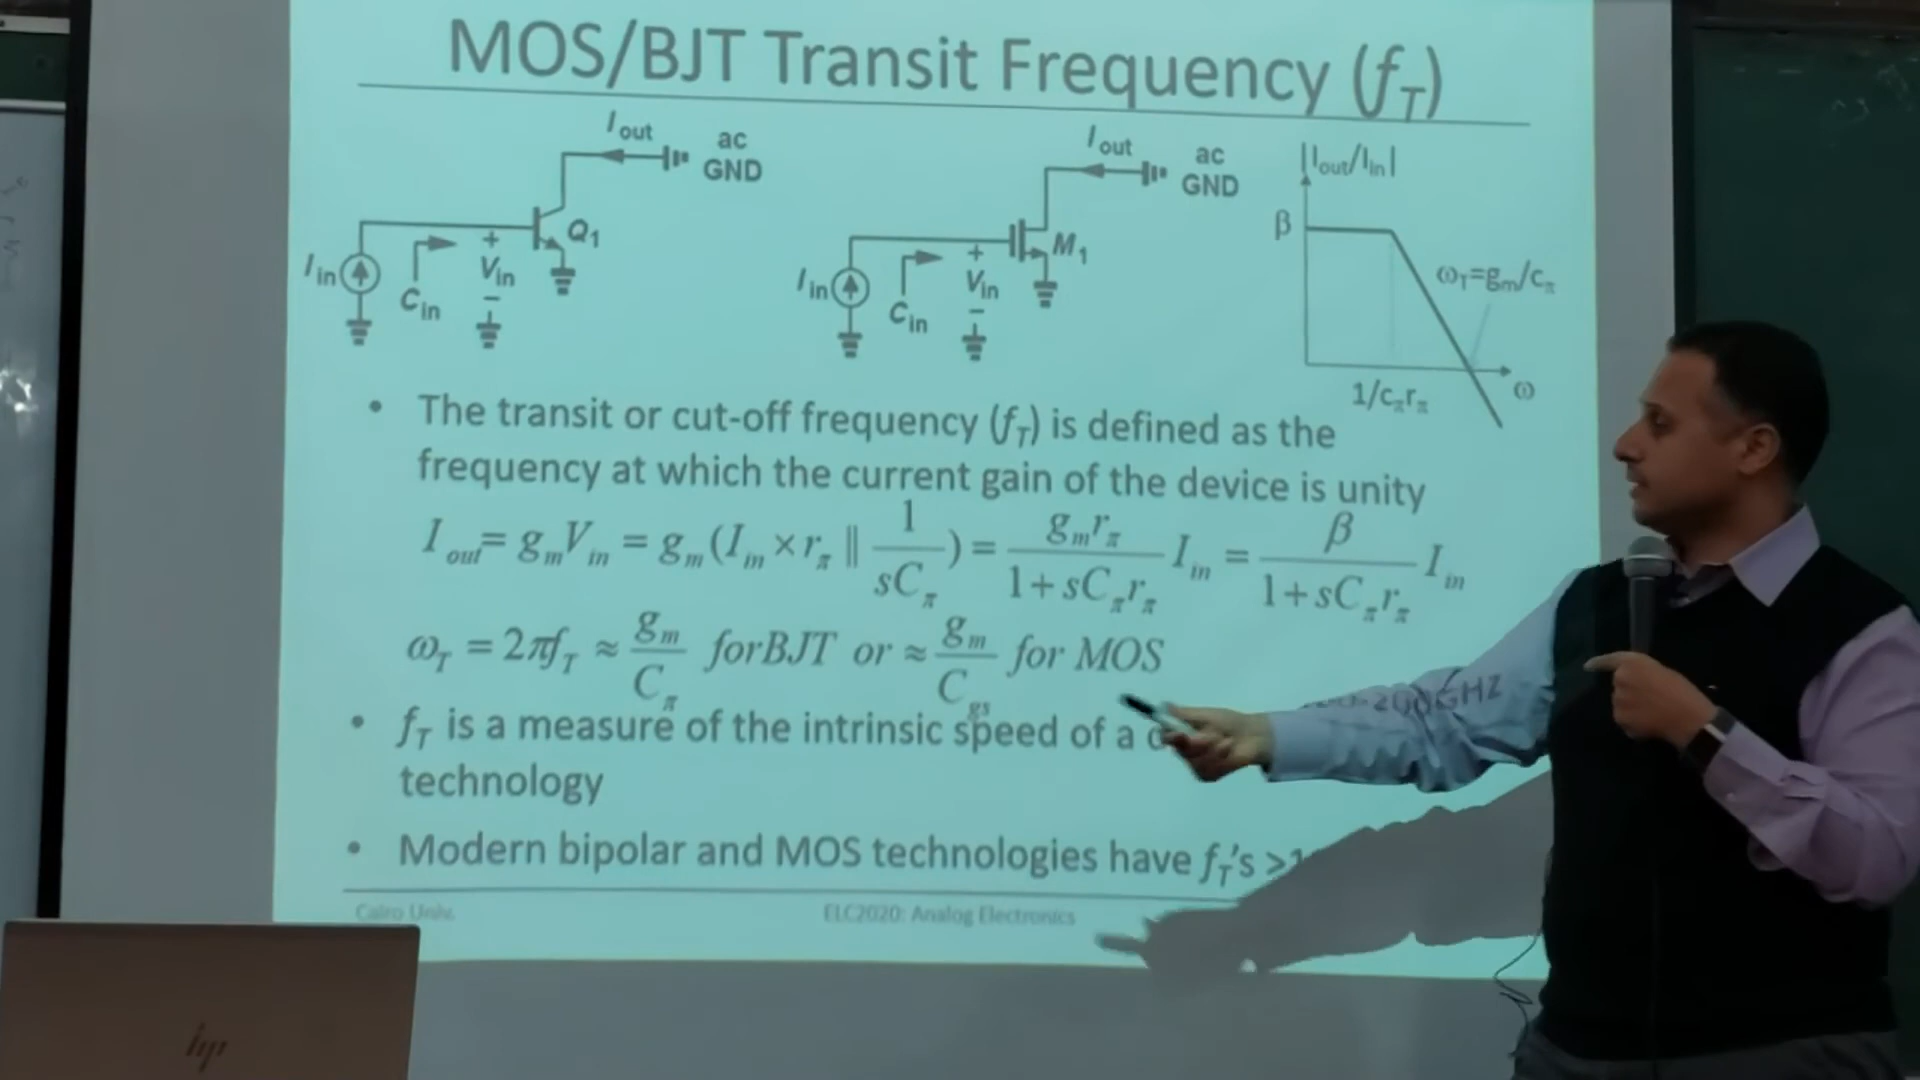 MOS/BJT Transit Frequency (fT)
Iout
ac
GND
Q1
+
Vin
−
Iin
Cin
Iout
ac
GND
M1
+
Vin
−
Iin
Cin
|Iout/Iin|
β
ωT=gm/cπ
1/cπrπ
ω
• The transit or cut-off frequency (fT) is defined as the
frequency at which the current gain of the device is unity
Iout = gmVin = gm(Iin × rπ || 1/sCπ) = gmrπ/1+sCπrπ Iin = β/1+sCπrπ Iin
ωT = 2πfT ≈ gm/Cπ forBJT or ≈ gm/Cgs for MOS
• fT is a measure of the intrinsic speed of a
technology
• Modern bipolar and MOS technologies have fT's >
200GHZ
Cairo Univ.
ELC2020: Analog Electronics
hp